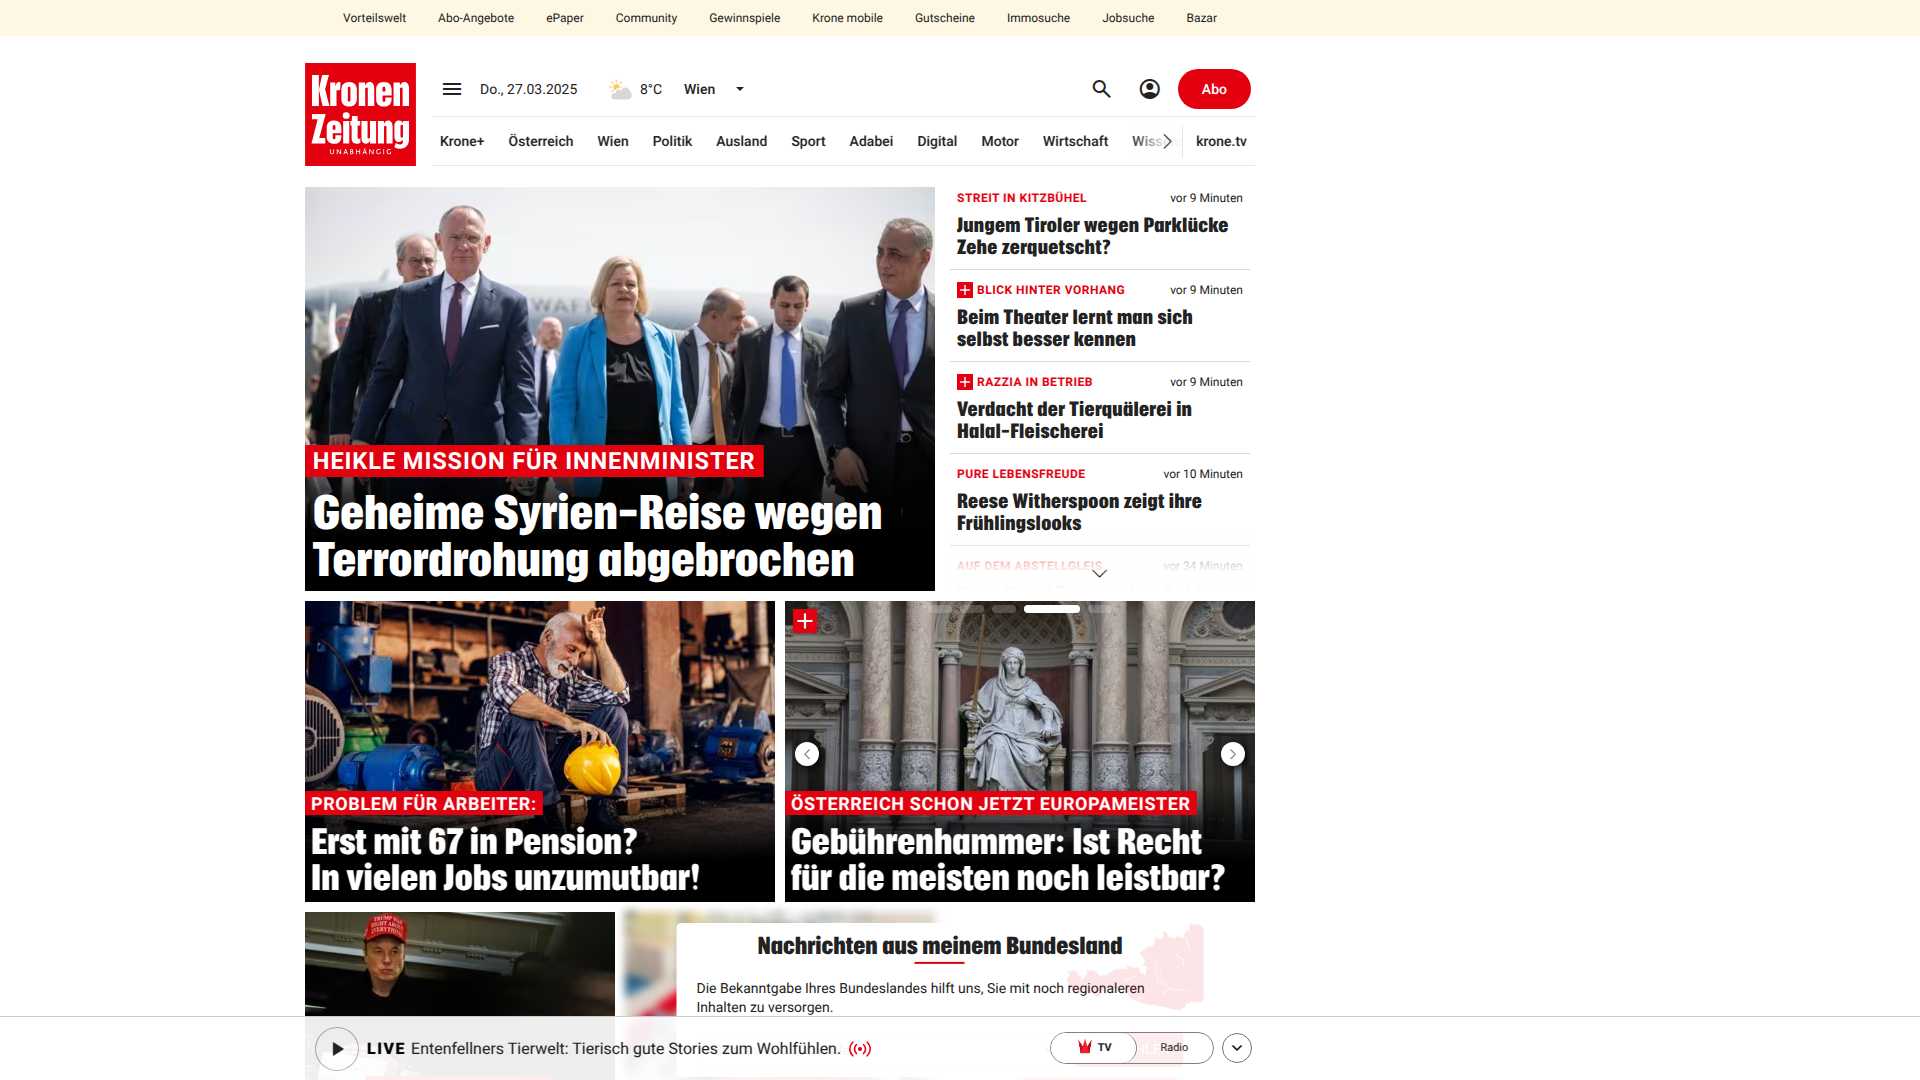 Vorteilswelt Abo-Angebote ePaper Community Gewinnspiele Krone mobile Gutscheine Immosuche Jobsuche Bazar
Kronen
Zeitung
UNABHÄNGIG
Do., 27.03.2025 8°C Wien Abo
Krone+ Österreich Wien Politik Ausland Sport Adabei Digital Motor Wirtschaft Wiss krone.tv
HEIKLE MISSION FÜR INNENMINISTER
Geheime Syrien-Reise wegen
Terrordrohung abgebrochen
STREIT IN KITZBÜHEL vor 9 Minuten
Jungem Tiroler wegen Parklücke
Zehe zerquetscht?
BLICK HINTER VORHANG vor 9 Minuten
Beim Theater lernt man sich
selbst besser kennen
RAZZIA IN BETRIEB vor 9 Minuten
Verdacht der Tierquälerei in
Halal-Fleischerei
PURE LEBENSFREUDE vor 10 Minuten
Reese Witherspoon zeigt ihre
Frühlingslooks
AUF DEM ABSTELLGLEIS vor 34 Minuten
PROBLEM FÜR ARBEITER:
Erst mit 67 in Pension?
In vielen Jobs unzumutbar!
ÖSTERREICH SCHON JETZT EUROPAMEISTER
Gebührenhammer: Ist Recht
für die meisten noch leistbar?
TRUMP WAS
RIGHT ABOUT
EVERYTHING
Nachrichten aus meinem Bundesland
Die Bekanntgabe Ihres Bundeslandes hilft uns, Sie mit noch regionaleren
Inhalten zu versorgen.
LIVE Entenfellners Tierwelt: Tierisch gute Stories zum Wohlfühlen. TV Radio